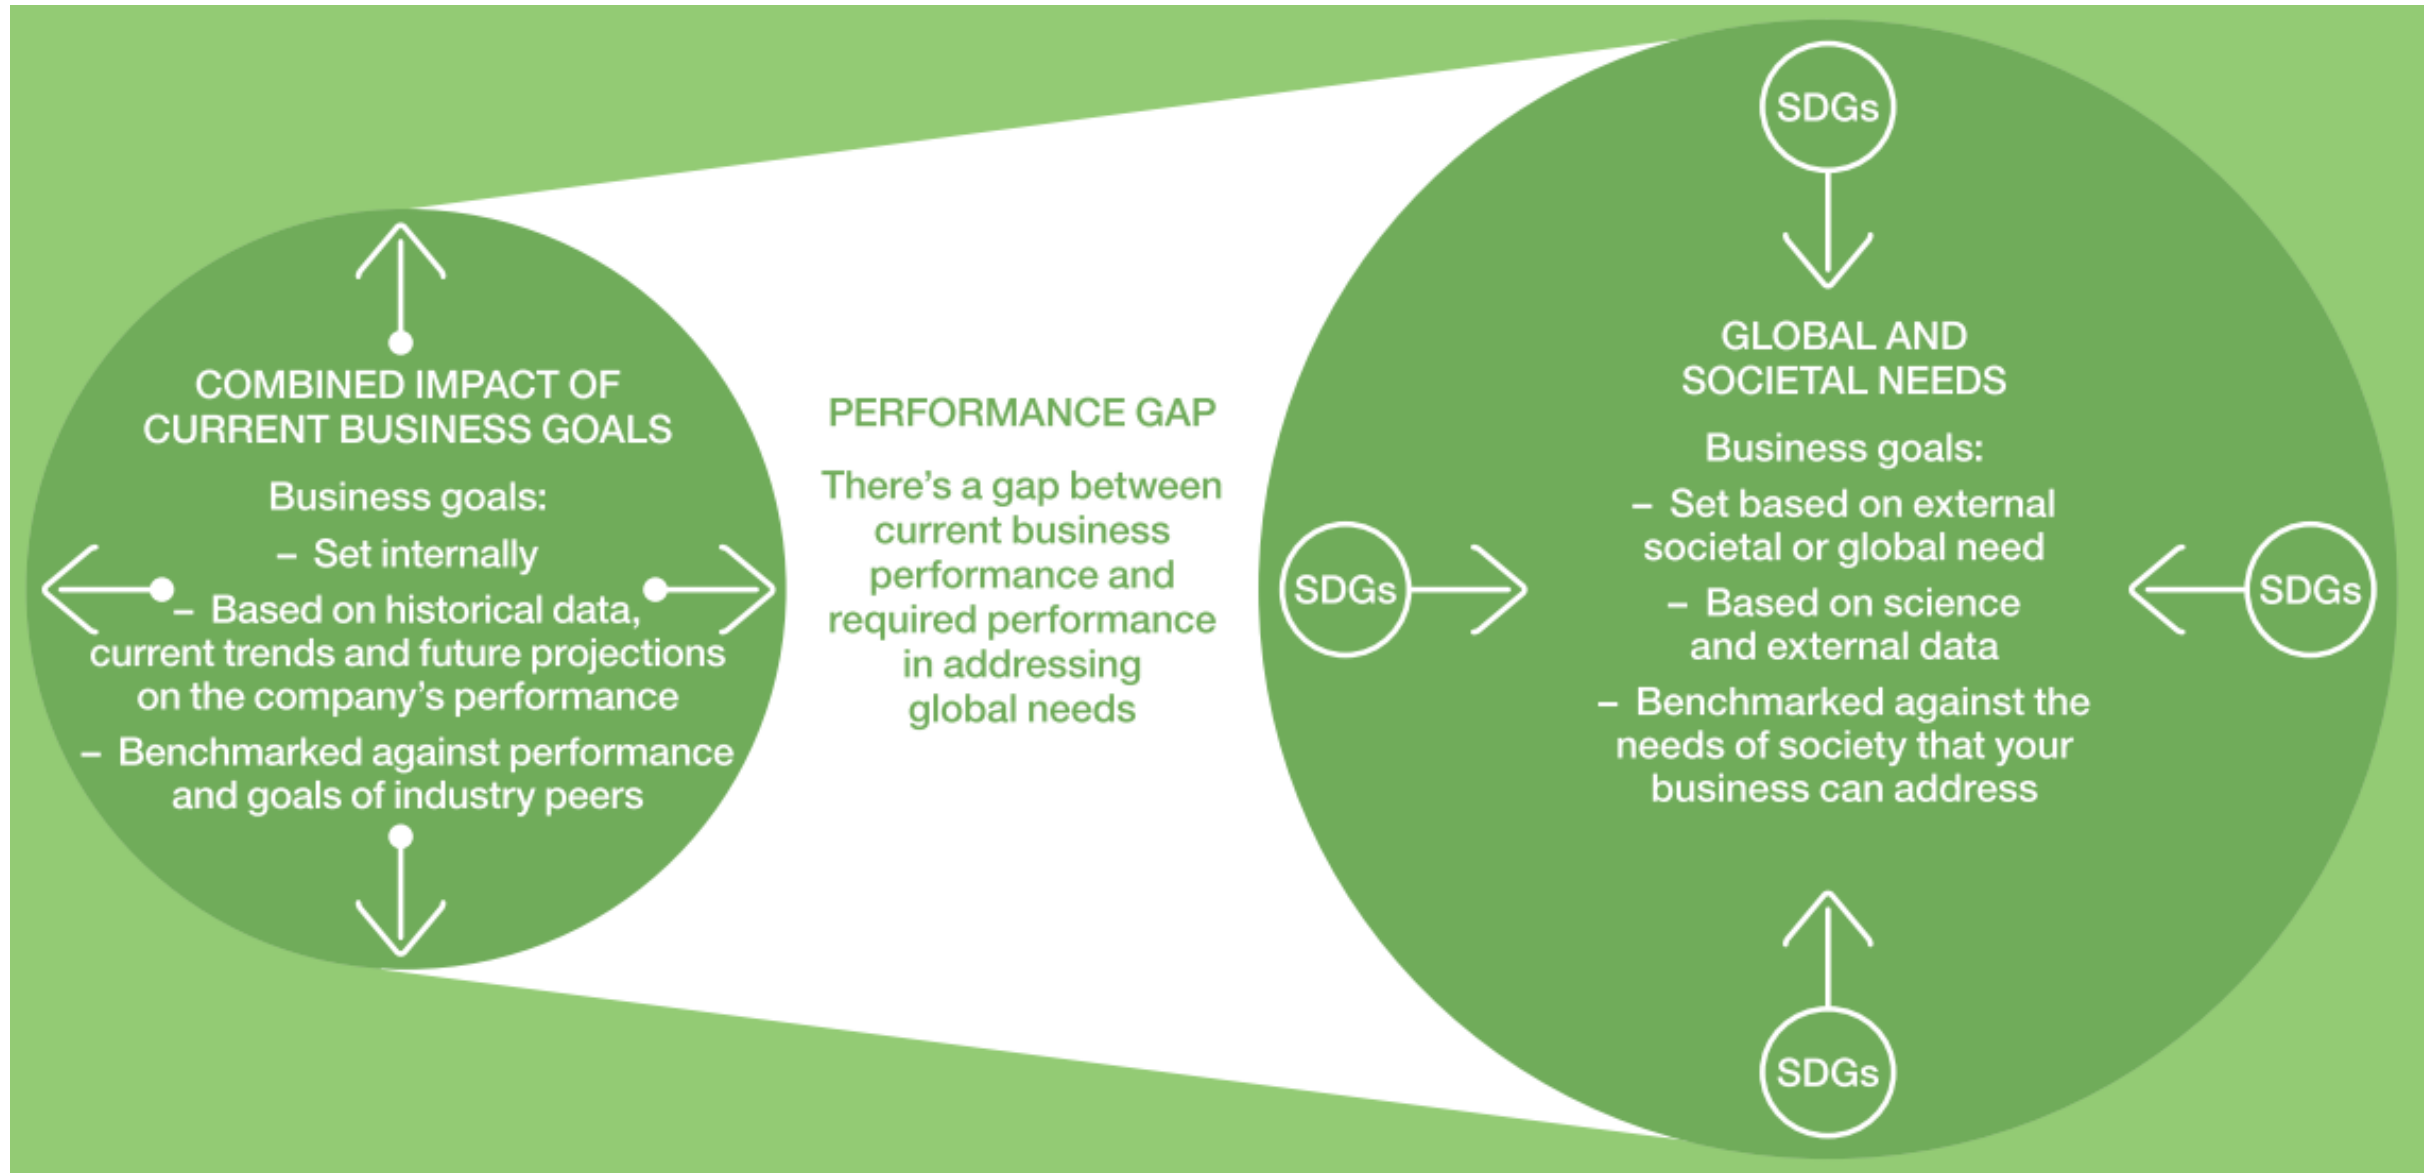 COMBINED IMPACT OF
CURRENT BUSINESS GOALS
Business goals:
– Set internally
– Based on historical data,
current trends and future projections
on the company's performance
– Benchmarked against performance
and goals of industry peers
PERFORMANCE GAP
There's a gap between
current business
performance and
required performance
in addressing
global needs
SDGs
GLOBAL AND
SOCIETAL NEEDS
Business goals:
– Set based on external
societal or global need
– Based on science
and external data
– Benchmarked against the
needs of society that your
business can address
SDGs
SDGs
SDGs